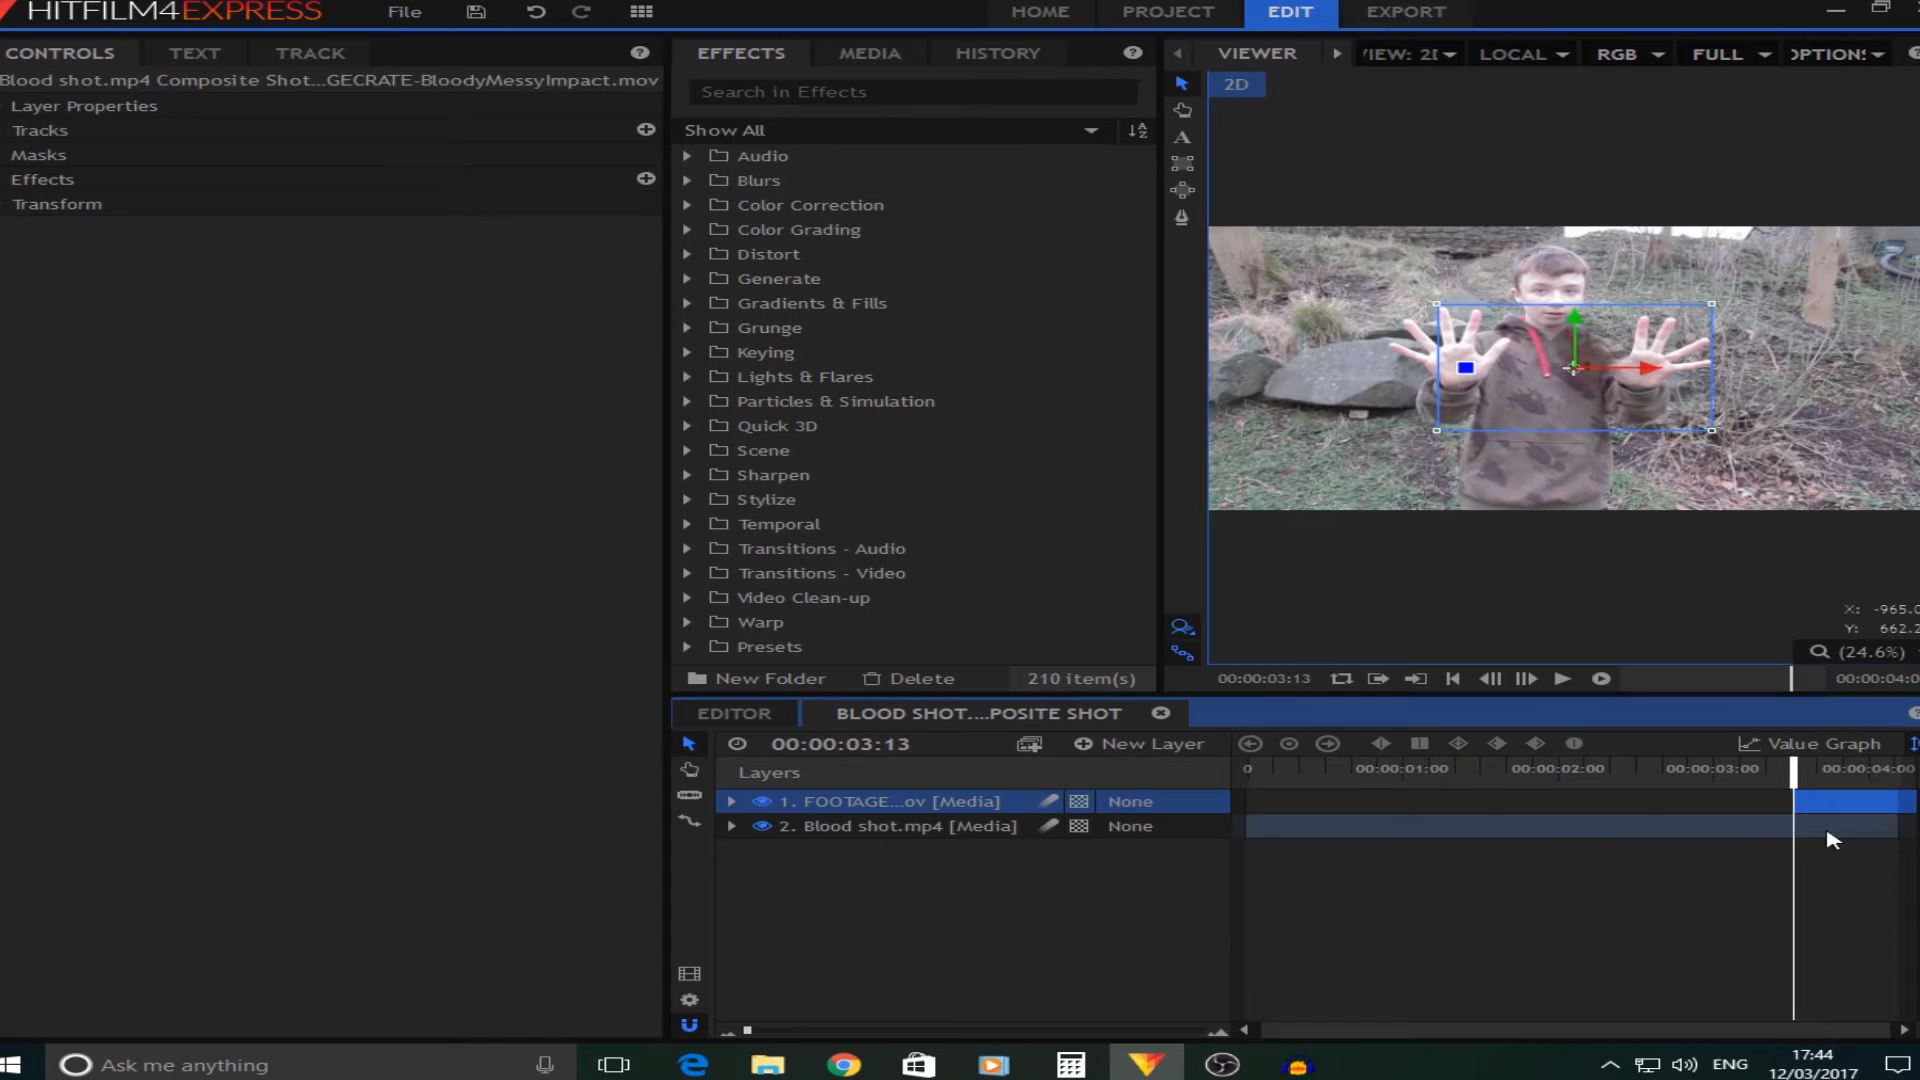 HITFILM4EXPRESS File HOME PROJECT EDIT EXPORT
CONTROLS TEXT TRACK
Blood shot.mp4 Composite Shot...GECRATE-BloodyMessyImpact.mov
Layer Properties
Tracks
Masks
Effects
Transform
EFFECTS MEDIA HISTORY
Search in Effects
Show All
Audio
Blurs
Color Correction
Color Grading
Distort
Generate
Gradients & Fills
Grunge
Keying
Lights & Flares
Particles & Simulation
Quick 3D
Scene
Sharpen
Stylize
Temporal
Transitions - Audio
Transitions - Video
Video Clean-up
Warp
Presets
New Folder Delete 210 item(s)
VIEWER /IEW: 2D LOCAL RGB FULL OPTIONS
2D
X: -965.0
Y: 662.2
(24.6%)
00:00:03:13 00:00:04:0
EDITOR BLOOD SHOT....POSITE SHOT
00:00:03:13 New Layer Value Graph
Layers 0 00:00:01:00 00:00:02:00 00:00:03:00 00:00:04:00
1. FOOTAGE...ov [Media] None
2. Blood shot.mp4 [Media] None
Ask me anything ENG 17:44
12/03/2017